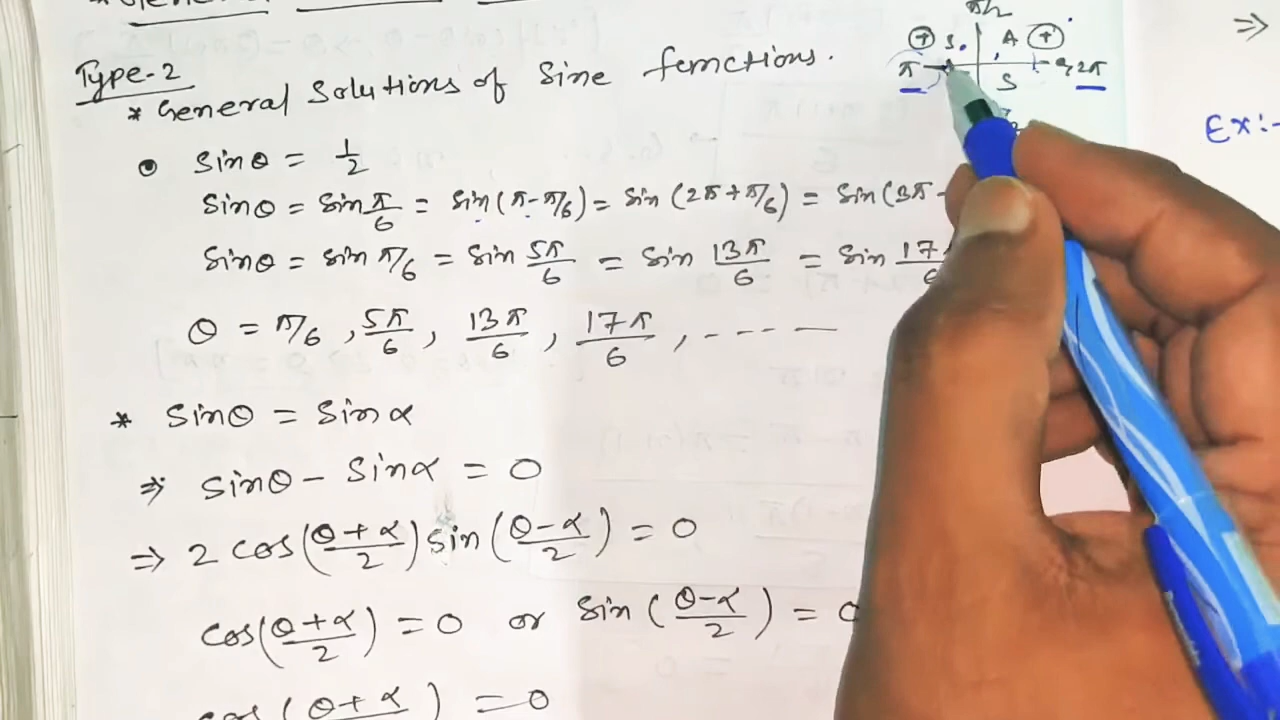 Type-2
* General Solutions of Sine functions.
π/2
⊕ S A ⊕
π 2π
S
⇒
Ex:-
• Sinθ = 1/2
Sinθ = Sin π/6 = Sin(π-π/6) = Sin(2π+π/6) = Sin(3π-
Sinθ = Sin π/6 = Sin 5π/6 = Sin 13π/6 = Sin 17
θ = π/6, 5π/6, 13π/6, 17π/6, ----
* Sinθ = Sinα
⇒ Sinθ - Sinα = 0
⇒ 2 cos(θ+α/2) sin(θ-α/2) = 0
cos(θ+α/2) = 0 or Sin(θ-α/2) = 0
cos(θ+α ) = 0